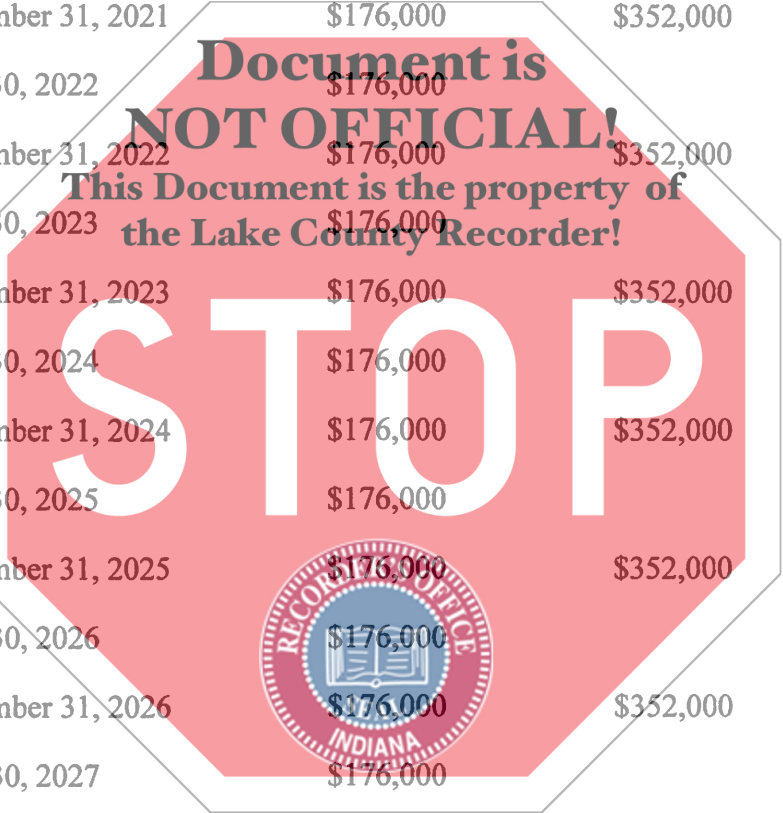 mber 31, 2021 $176,000 $352,000
Document is
0, 2022 $176,000
NOT OFFICIAL!
mber 31, 2022 $176,000 $352,000
This Document is the property of
0, 2023 $176,000
the Lake County Recorder!
mber 31, 2023 $176,000 $352,000
STOP
0, 2024 $176,000
mber 31, 2024 $176,000 $352,000
0, 2025 $176,000
mber 31, 2025 $176,000 $352,000
RECORDER'S OFFICE
0, 2026 $176,000
mber 31, 2026 $176,000 $352,000
INDIANA
0, 2027 $176,000